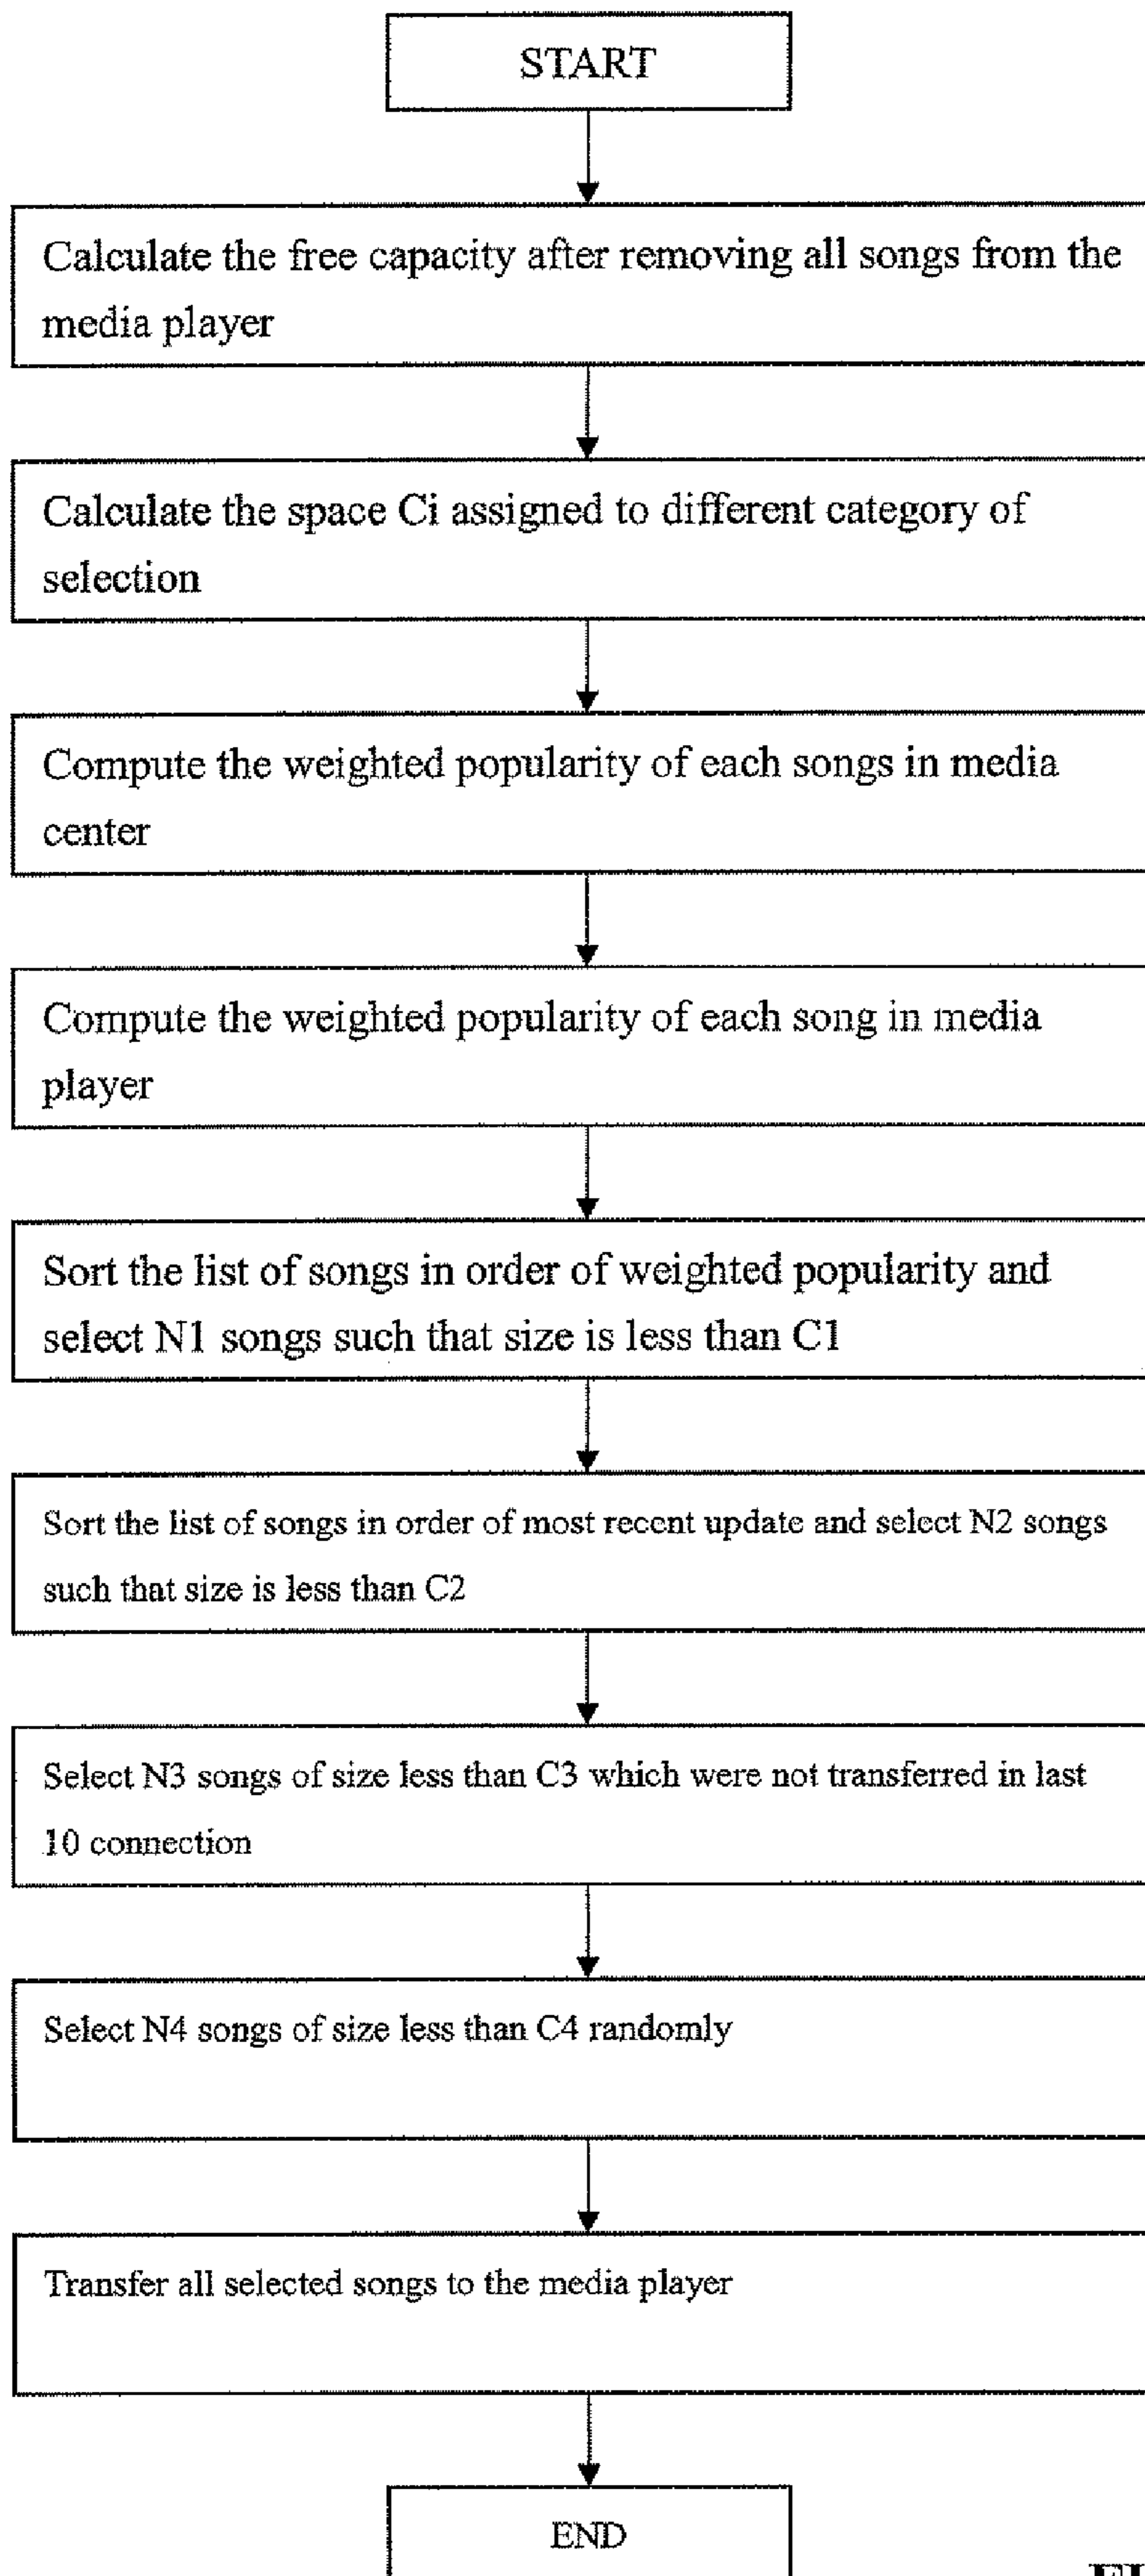 START
Calculate the free capacity after removing all songs from the
media player
Calculate the space Ci assigned to different category of
selection
Compute the weighted popularity of each songs in media
center
Compute the weighted popularity of each song in media
player
Sort the list of songs in order of weighted popularity and
select N1 songs such that size is less than C1
Sort the list of songs in order of most recent update and select N2 songs
such that size is less than C2
Select N3 songs of size less than C3 which were not transferred in last
10 connection
Select N4 songs of size less than C4 randomly
Transfer all selected songs to the media player
END